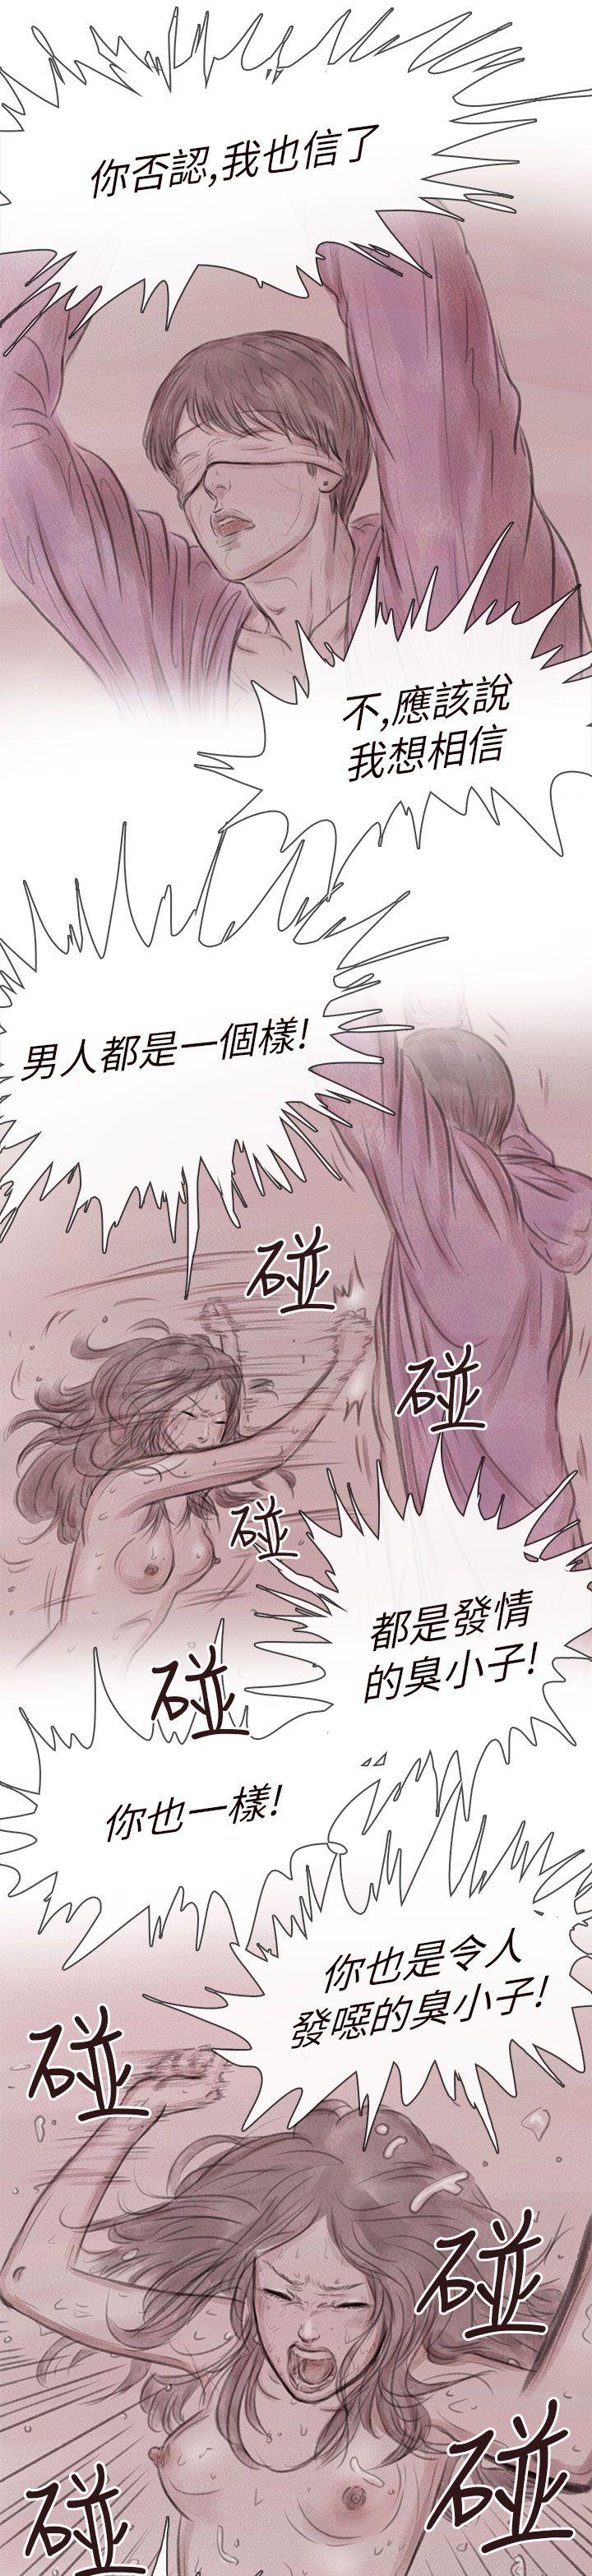 你否認,我也信了
不,應該說
我想相信
男人都是一個樣!
碰
碰
碰
都是發情
的臭小子!
碰
你也一樣!
你也是令人
發噁的臭小子!
碰
碰
碰
碰